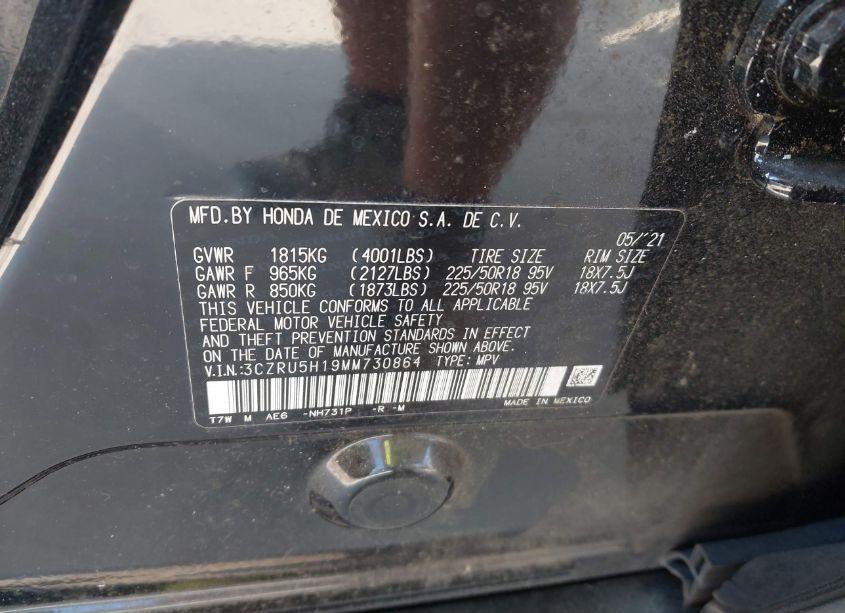 MFD.BY HONDA DE MEXICO S.A. DE C.V.
05/'21
GVWR 1815KG (4001LBS) TIRE SIZE RIM SIZE
GAWR F 965KG (2127LBS) 225/50R18 95V 18X7.5J
GAWR R 850KG (1873LBS) 225/50R18 95V 18X7.5J
THIS VEHICLE CONFORMS TO ALL APPLICABLE
FEDERAL MOTOR VEHICLE SAFETY
AND THEFT PREVENTION STANDARDS IN EFFECT
ON THE DATE OF MANUFACTURE SHOWN ABOVE.
V.I.N.:3CZRU5H19MM730864 TYPE: MPV
T7W M AE6 -NH731P -R -M MADE IN MEXICO